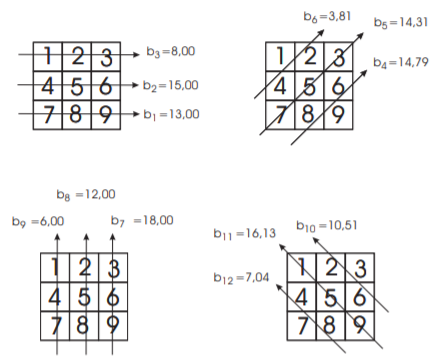 b6=3,81
b5=14,31
1 2 3
b3=8,00
1 2 3
b4=14,79
4 5 6
b2=15,00
4 5 6
7 8 9
b1=13,00
7 8 9
b8=12,00
b9=6,00
b7=18,00
b11=16,13
b10=10,51
1 2 3
1 2 3
b12=7,04
4 5 6
4 5 6
7 8 9
7 8 9